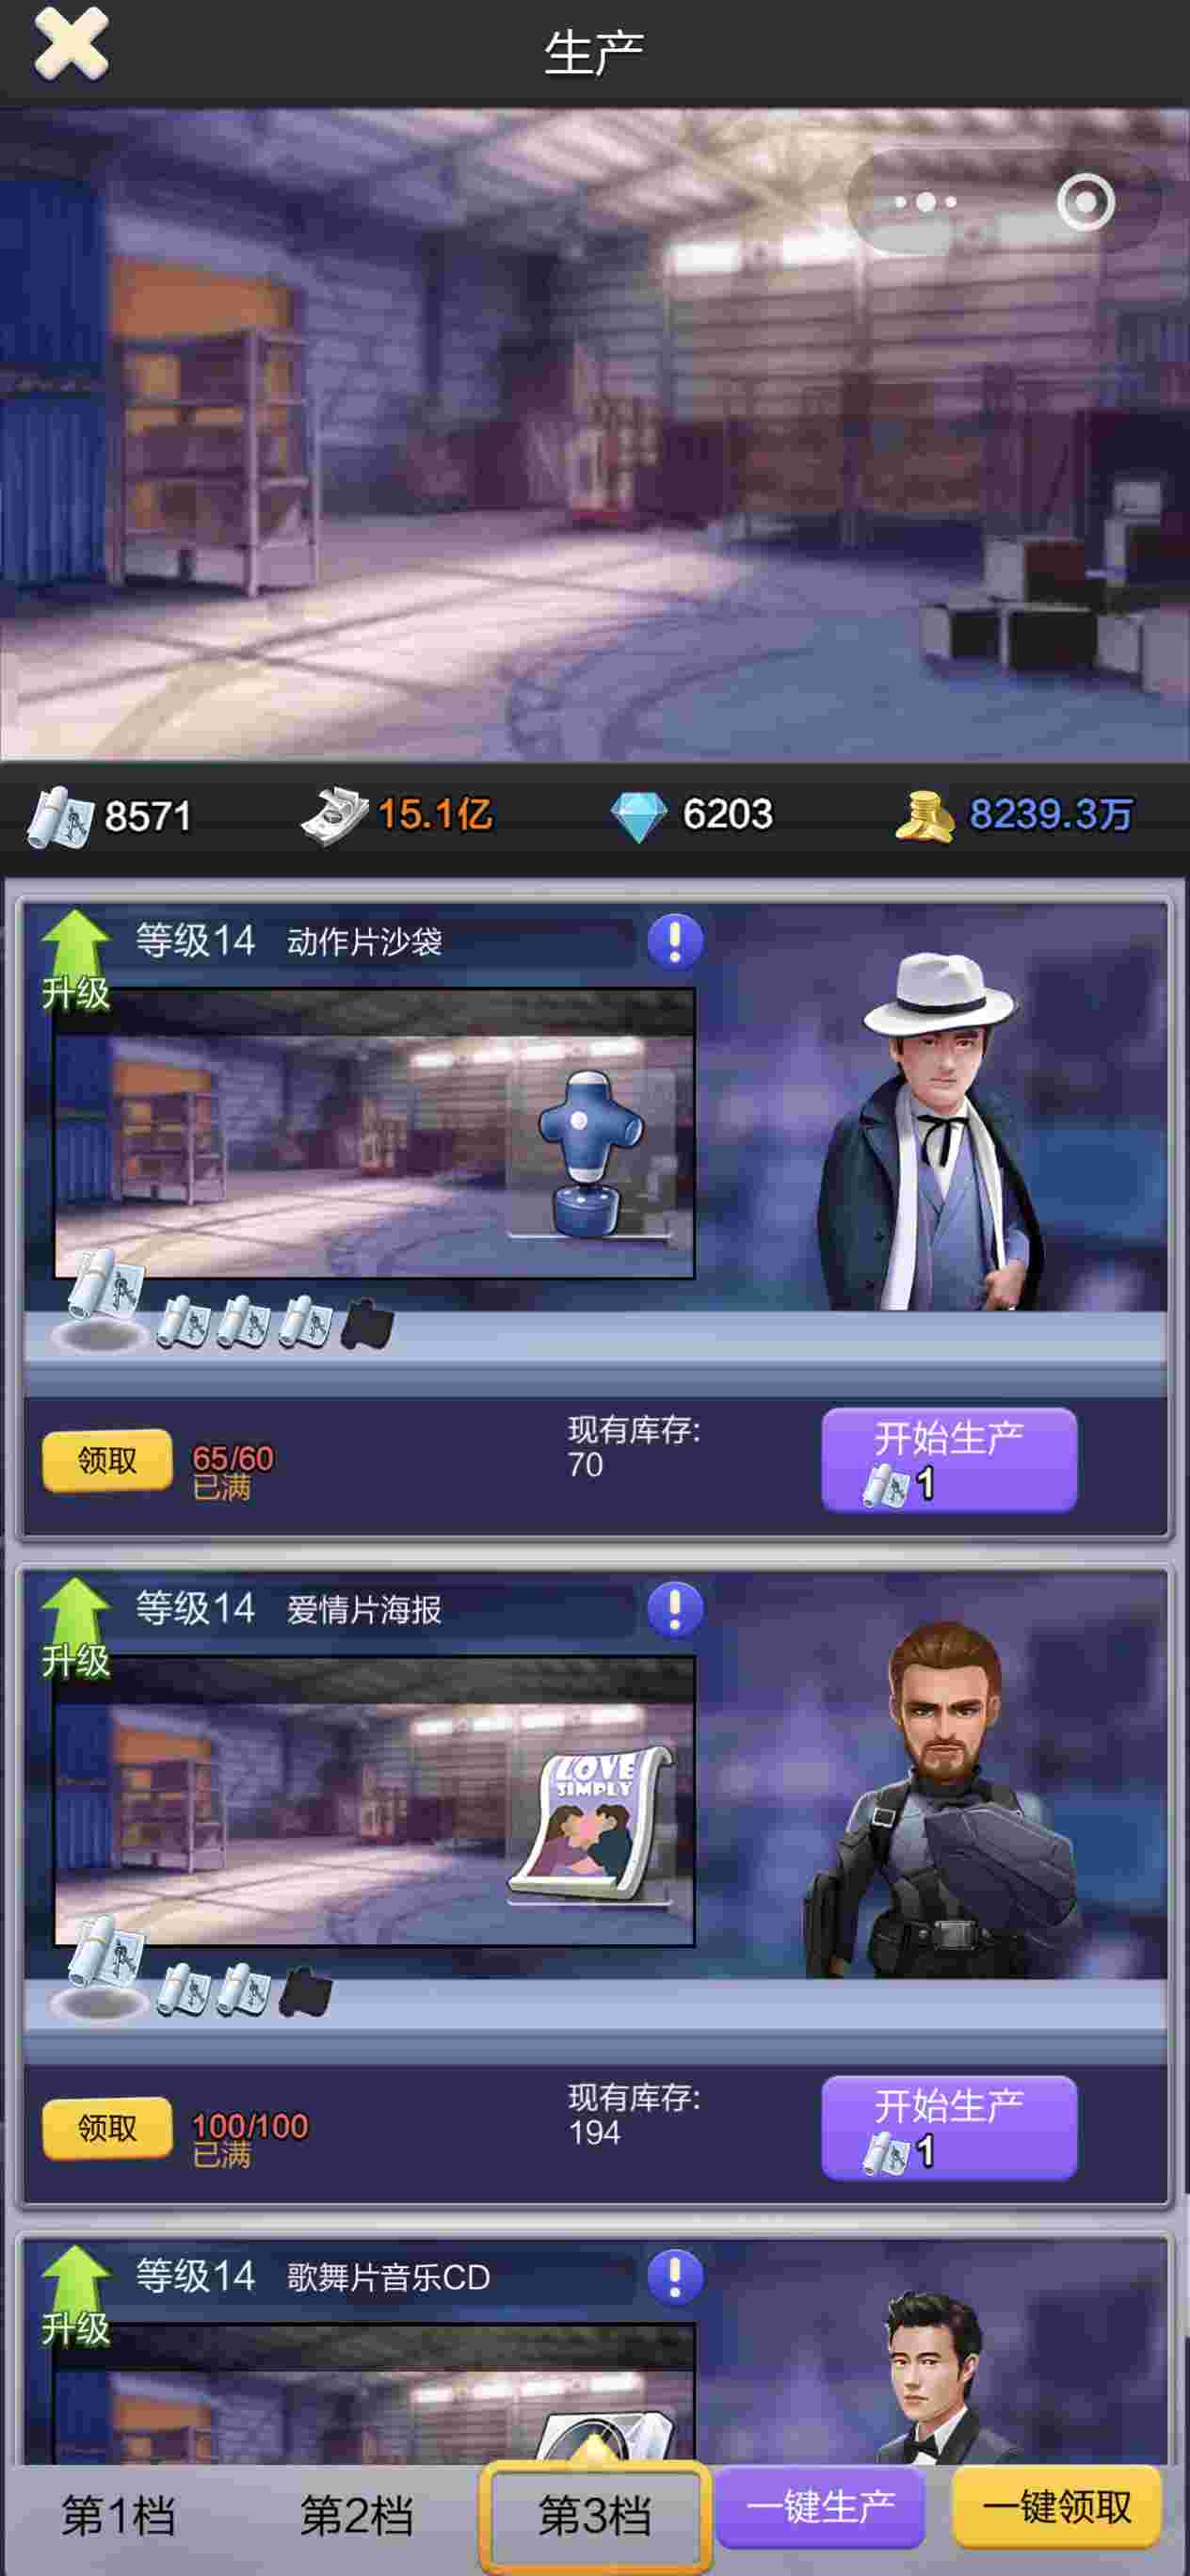 生产
8571
15.1亿
6203
8239.3万
等级14 动作片沙袋
升级
领取
65/60
已满
现有库存:
70
开始生产
1
等级14 爱情片海报
升级
LOVE
SIMPLY
领取
100/100
已满
现有库存:
194
开始生产
1
等级14 歌舞片音乐CD
升级
第1档
第2档
第3档
一键生产
一键领取